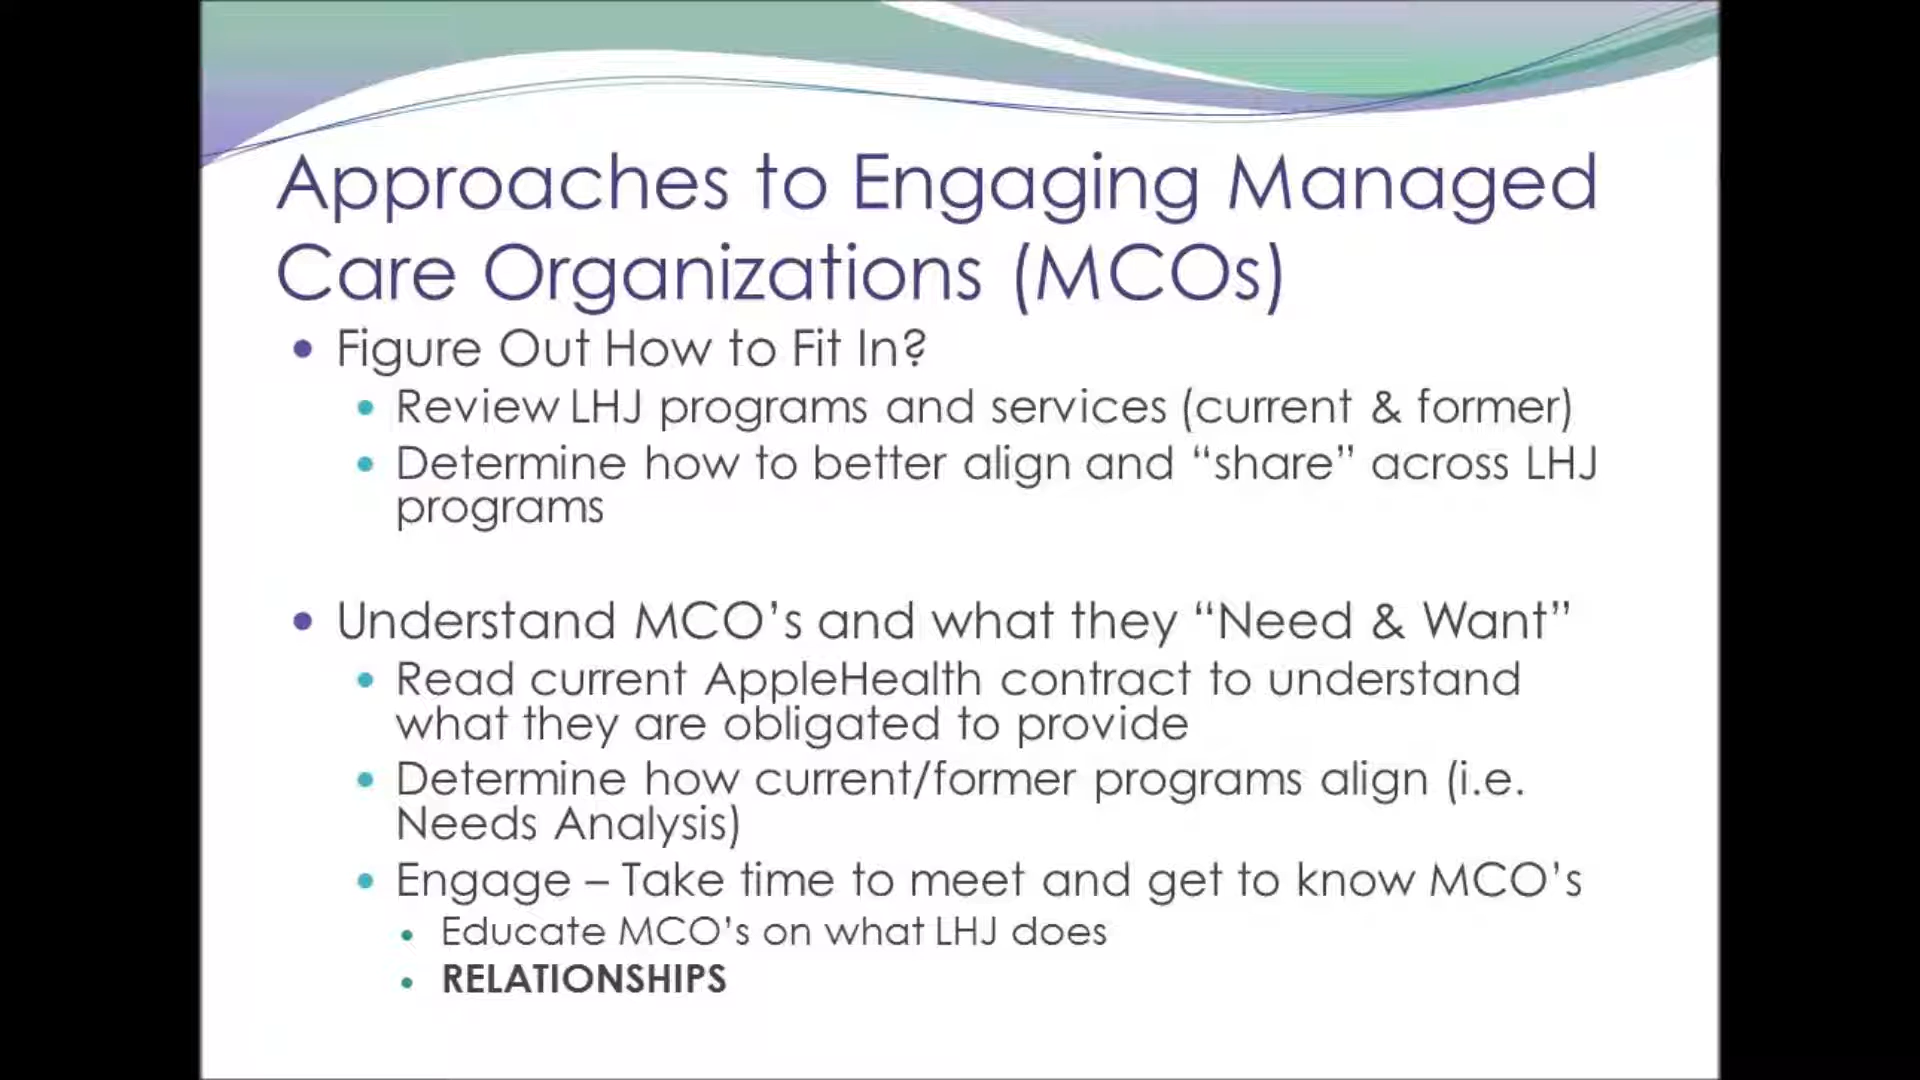 Approaches to Engaging Managed
Care Organizations (MCOs)
• Figure Out How to Fit In?
• Review LHJ programs and services (current & former)
• Determine how to better align and “share” across LHJ
programs
• Understand MCO’s and what they “Need & Want”
• Read current AppleHealth contract to understand
what they are obligated to provide
• Determine how current/former programs align (i.e.
Needs Analysis)
• Engage – Take time to meet and get to know MCO’s
• Educate MCO’s on what LHJ does
• RELATIONSHIPS